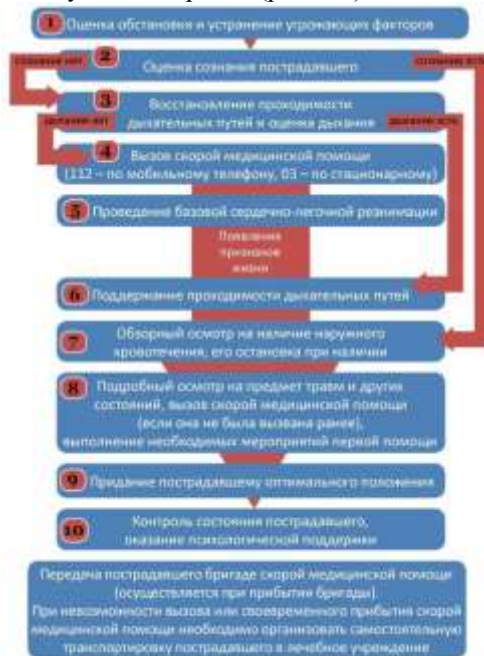 1 Оценка обстановки и устранение угрожающих факторов
сознания нет
2
Оценка сознания пострадавшего
сознание есть
3 Восстановление проходимости
дыхательных путей и оценка дыхания
дыхания нет
дыхание есть
4 Вызов скорой медицинской помощи
(112 – по мобильному телефону, 03 – по стационарному)
5 Проведение базовой сердечно-легочной реанимации
Появление
признаков
жизни
6 Поддержание проходимости дыхательных путей
7 Обзорный осмотр на наличие наружного
кровотечения, его остановка при наличии
8 Подробный осмотр на предмет травм и других
состояний, вызов скорой медицинской помощи
(если она не была вызвана ранее),
выполнение необходимых мероприятий первой помощи
9 Придание пострадавшему оптимального положения
10 Контроль состояния пострадавшего,
оказание психологической поддержки
Передача пострадавшего бригаде скорой медицинской помощи
(осуществляется при прибытии бригады)
При невозможности вызова или своевременного прибытия скорой
медицинской помощи необходимо организовать самостоятельную
транспортировку пострадавшего в лечебное учреждение